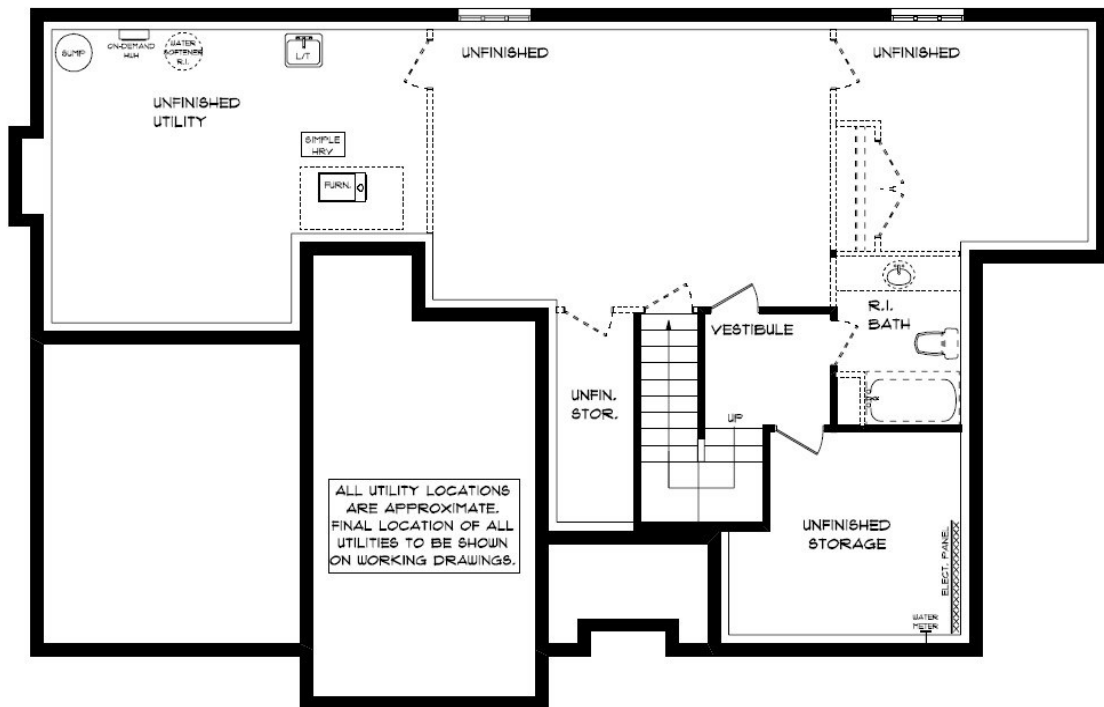 SUMP
ON-DEMAND
HWH
WATER
SOFTENER
R.I.
L/T
UNFINISHED
UNFINISHED
UNFINISHED
UTILITY
SIMPLE
HRV
FURN.
A
R.I.
BATH
VESTIBULE
UNFIN.
STOR.
UP
ALL UTILITY LOCATIONS
ARE APPROXIMATE.
FINAL LOCATION OF ALL
UTILITIES TO BE SHOWN
ON WORKING DRAWINGS.
UNFINISHED
STORAGE
ELECT. PANEL
WATER
METER